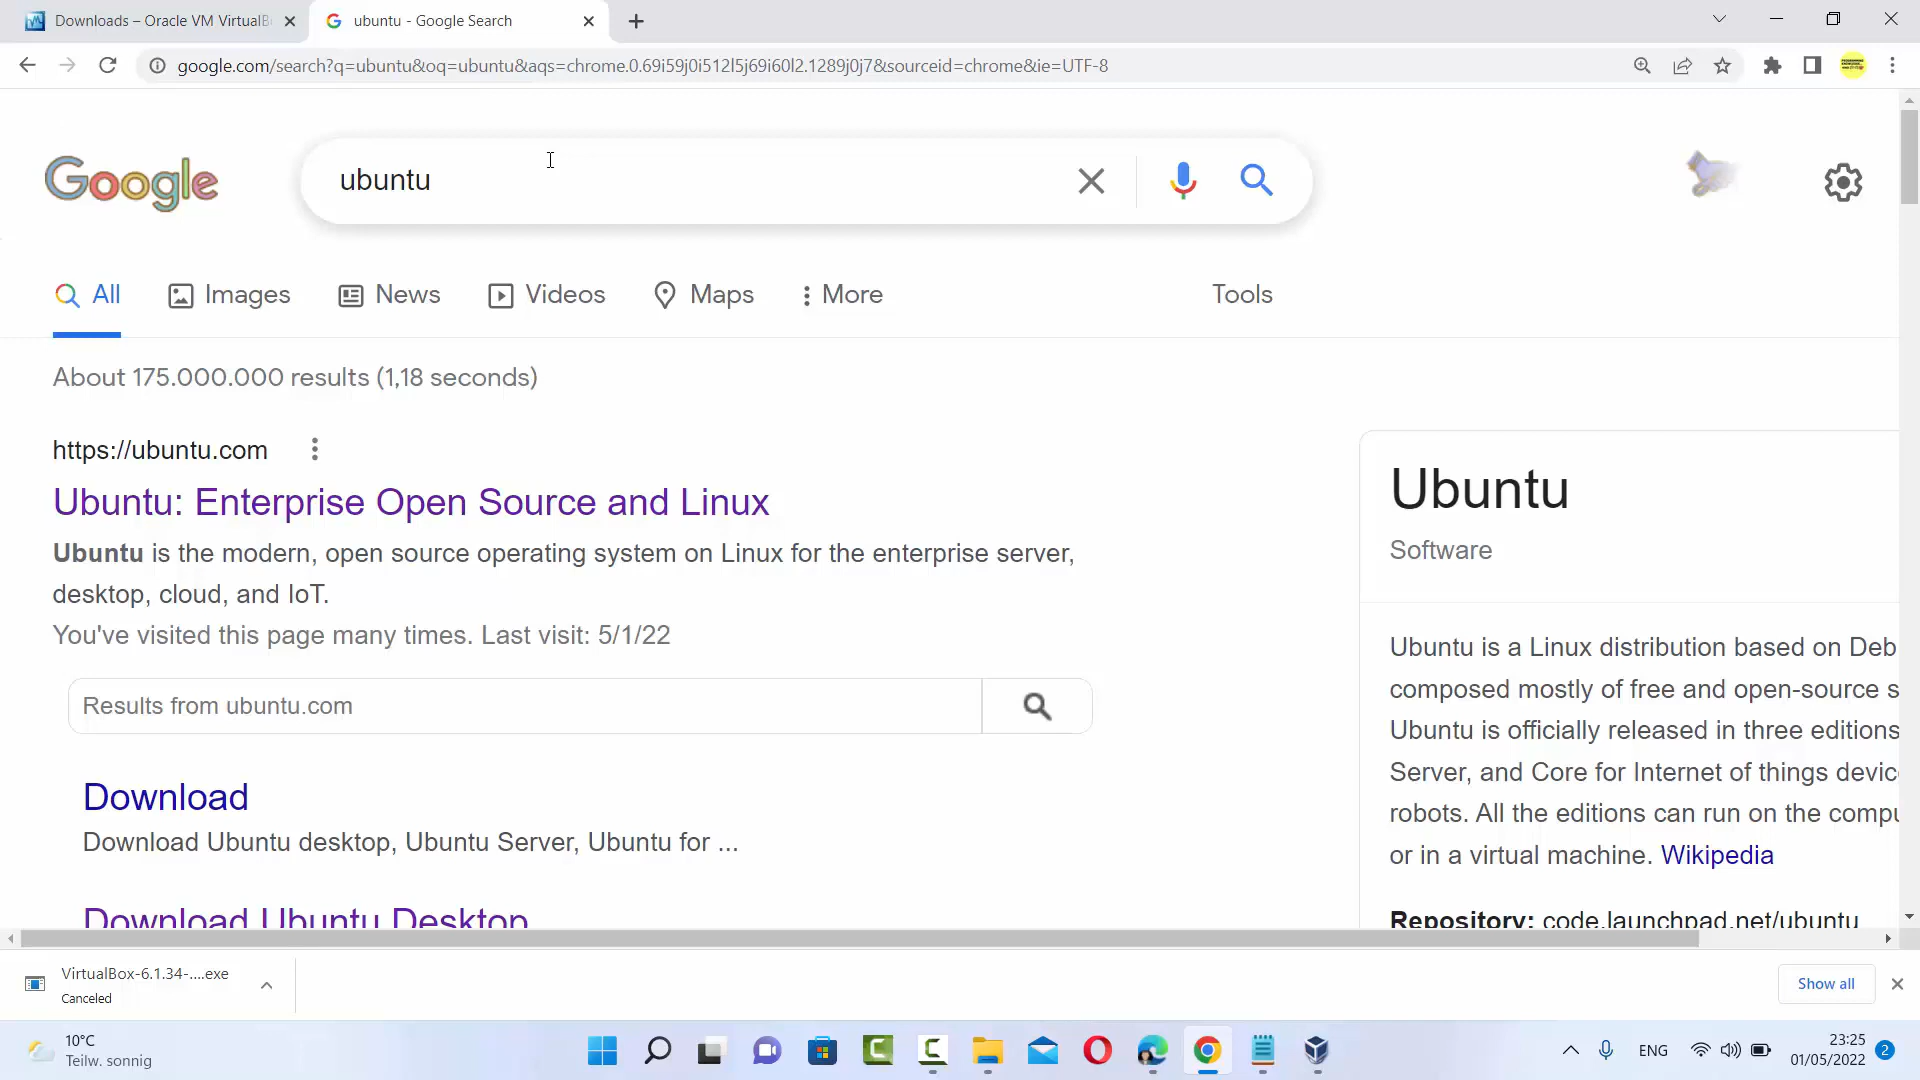 Downloads – Oracle VM VirtualB
ubuntu - Google Search
google.com/search?q=ubuntu&oq=ubuntu&aqs=chrome.0.69i59j0i512l5j69i60l2.1289j0j7&sourceid=chrome&ie=UTF-8
Google
ubuntu
All
Images
News
Videos
Maps
More
Tools
About 175.000.000 results (1,18 seconds)
https://ubuntu.com
Ubuntu: Enterprise Open Source and Linux
Ubuntu is the modern, open source operating system on Linux for the enterprise server,
desktop, cloud, and IoT.
You've visited this page many times. Last visit: 5/1/22
Results from ubuntu.com
Download
Download Ubuntu desktop, Ubuntu Server, Ubuntu for ...
Download Ubuntu Desktop
Ubuntu
Software
Ubuntu is a Linux distribution based on Deb
composed mostly of free and open-source s
Ubuntu is officially released in three editions
Server, and Core for Internet of things devic
robots. All the editions can run on the compu
or in a virtual machine. Wikipedia
Repository: code.launchpad.net/ubuntu
VirtualBox-6.1.34-....exe
Canceled
Show all
10°C
Teilw. sonnig
ENG
23:25
01/05/2022
2